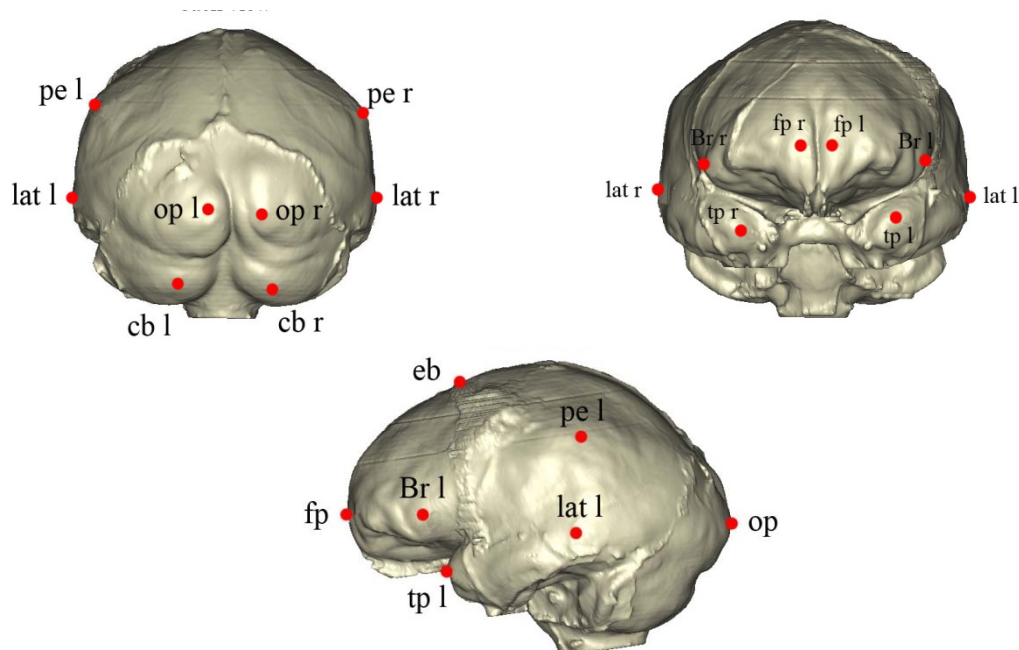 pe l
pe r
lat l
lat r
op l
op r
cb l
cb r
fp r
fp l
Br r
Br l
lat r
lat l
tp r
tp l
eb
pe l
Br l
fp
lat l
op
tp l